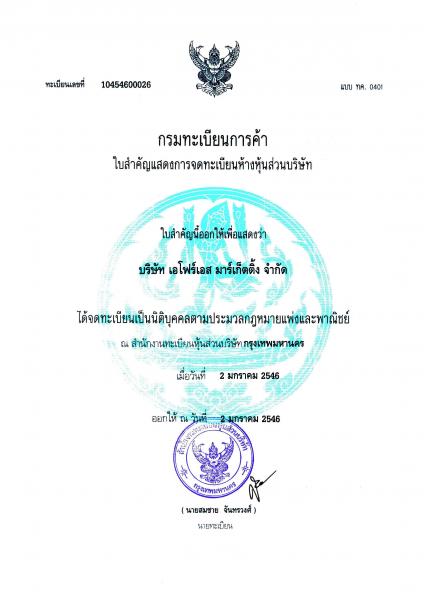 ทะเบียนเลขที่ 10454600026
แบบ ทค. 0401
กรมทะเบียนการค้า
ใบสำคัญแสดงการจดทะเบียนห้างหุ้นส่วนบริษัท
ใบสำคัญนี้ออกให้เพื่อแสดงว่า
บริษัท เอโฟร์เอส มาร์เก็ตติ้ง จำกัด
ได้จดทะเบียนเป็นนิติบุคคลตามประมวลกฎหมายแพ่งและพาณิชย์
ณ สำนักงานทะเบียนหุ้นส่วนบริษัทกรุงเทพมหานคร
เมื่อวันที่ 2 มกราคม 2546
ออกให้ ณ วันที่ 2 มกราคม 2546
กรุงเทพมหานคร
( นายสมชาย จันทรวงศ์ )
นายทะเบียน